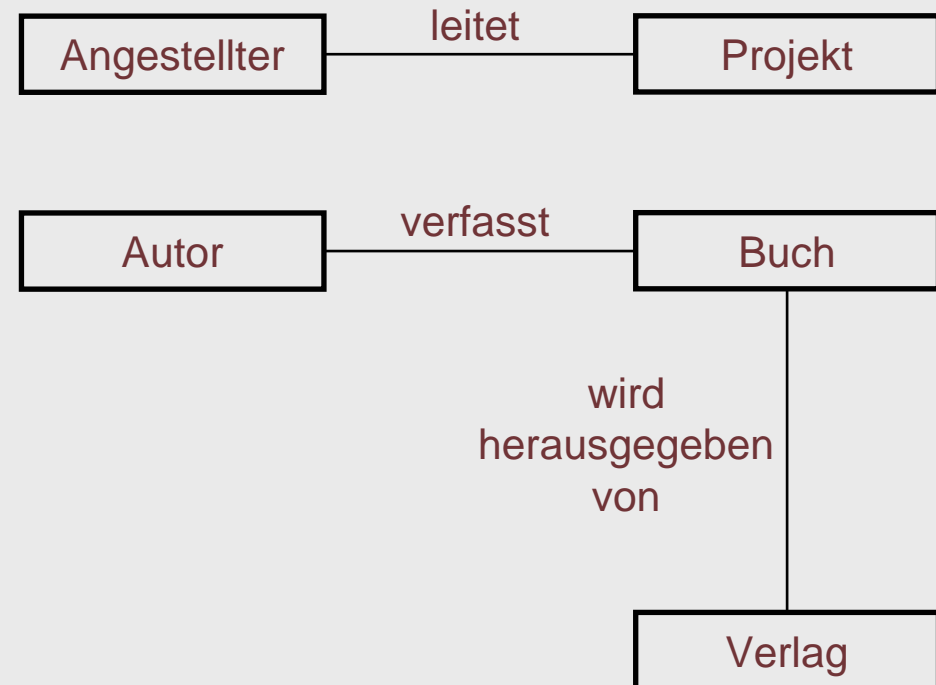 leitet
Angestellter
Projekt
verfasst
Autor
Buch
wird
herausgegeben
von
Verlag